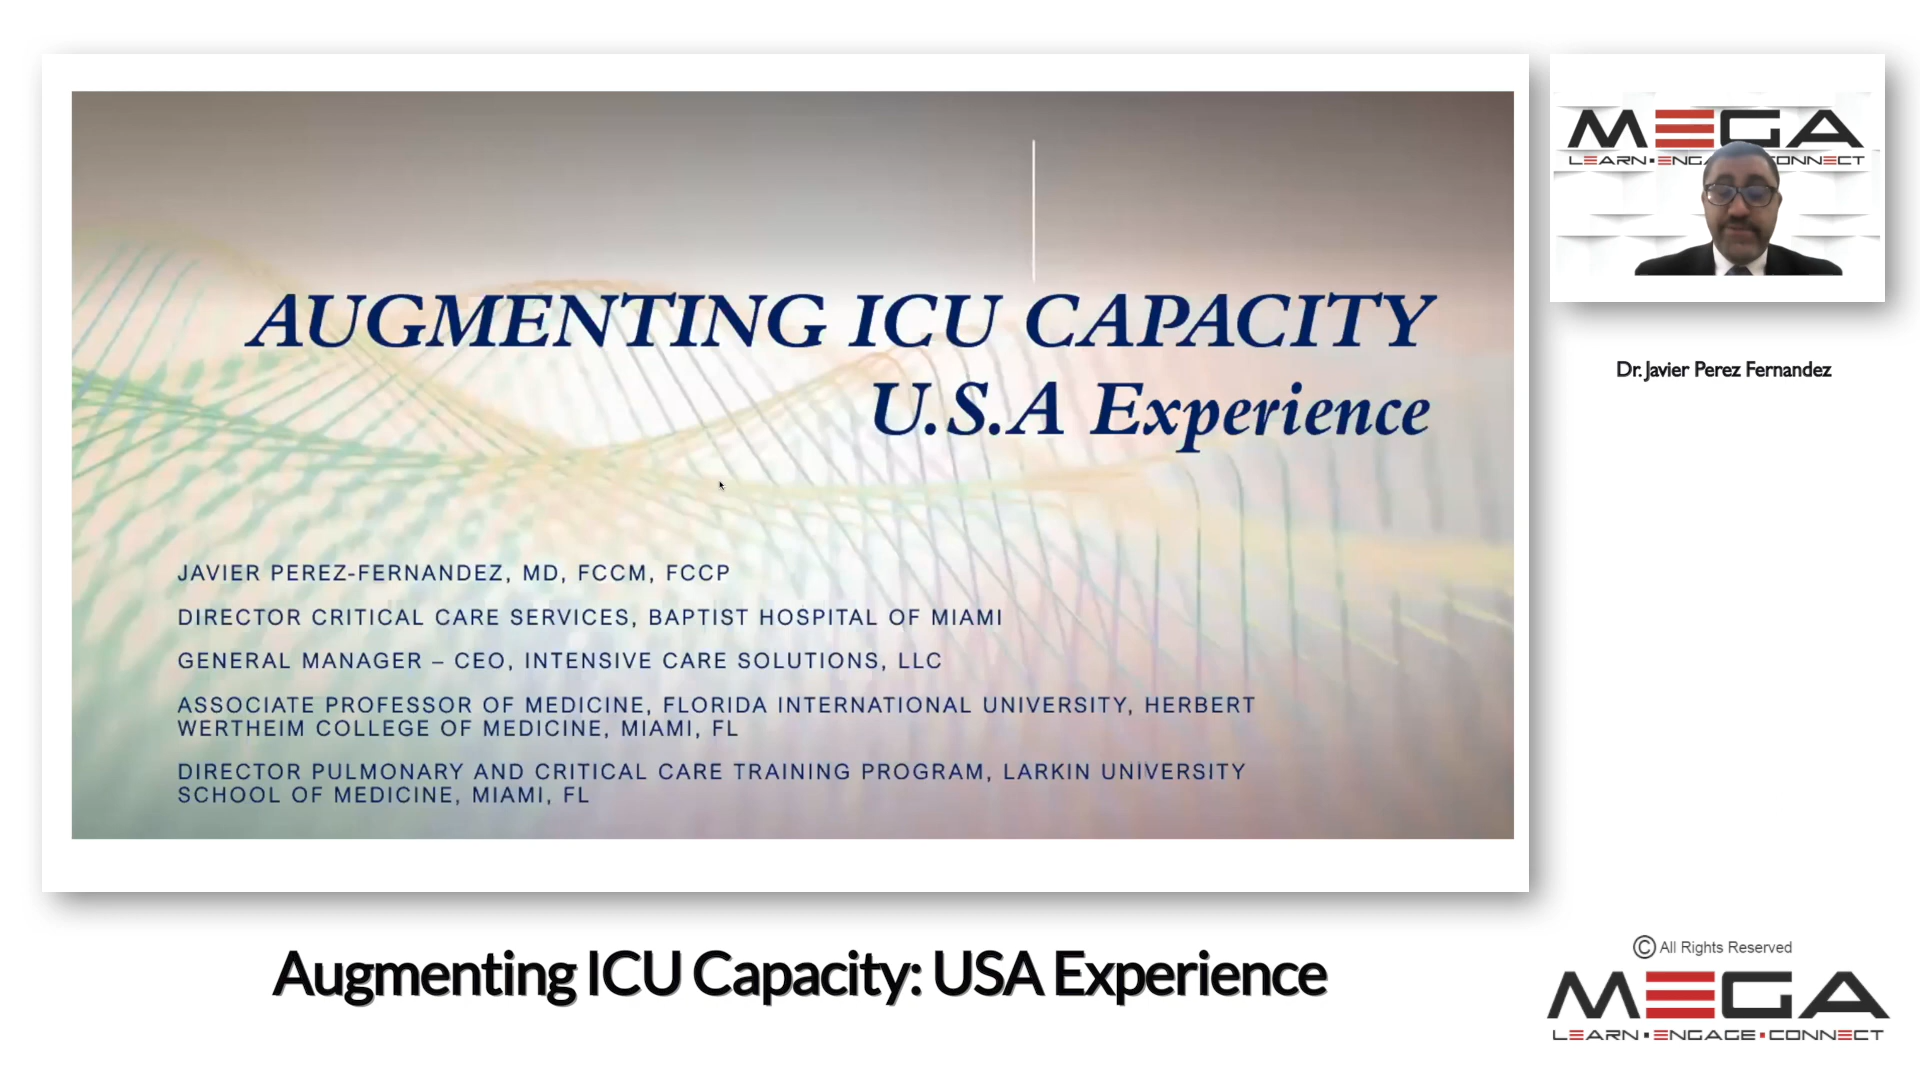 AUGMENTING ICU CAPACITY
U.S.A Experience
JAVIER PEREZ-FERNANDEZ, MD, FCCM, FCCP
DIRECTOR CRITICAL CARE SERVICES, BAPTIST HOSPITAL OF MIAMI
GENERAL MANAGER – CEO, INTENSIVE CARE SOLUTIONS, LLC
ASSOCIATE PROFESSOR OF MEDICINE, FLORIDA INTERNATIONAL UNIVERSITY, HERBERT
WERTHEIM COLLEGE OF MEDICINE, MIAMI, FL
DIRECTOR PULMONARY AND CRITICAL CARE TRAINING PROGRAM, LARKIN UNIVERSITY
SCHOOL OF MEDICINE, MIAMI, FL
MEGA
LEARN▪ENGA ONNECT
Dr. Javier Perez Fernandez
Augmenting ICU Capacity: USA Experience
© All Rights Reserved
MEGA
LEARN▪ENGAGE▪CONNECT